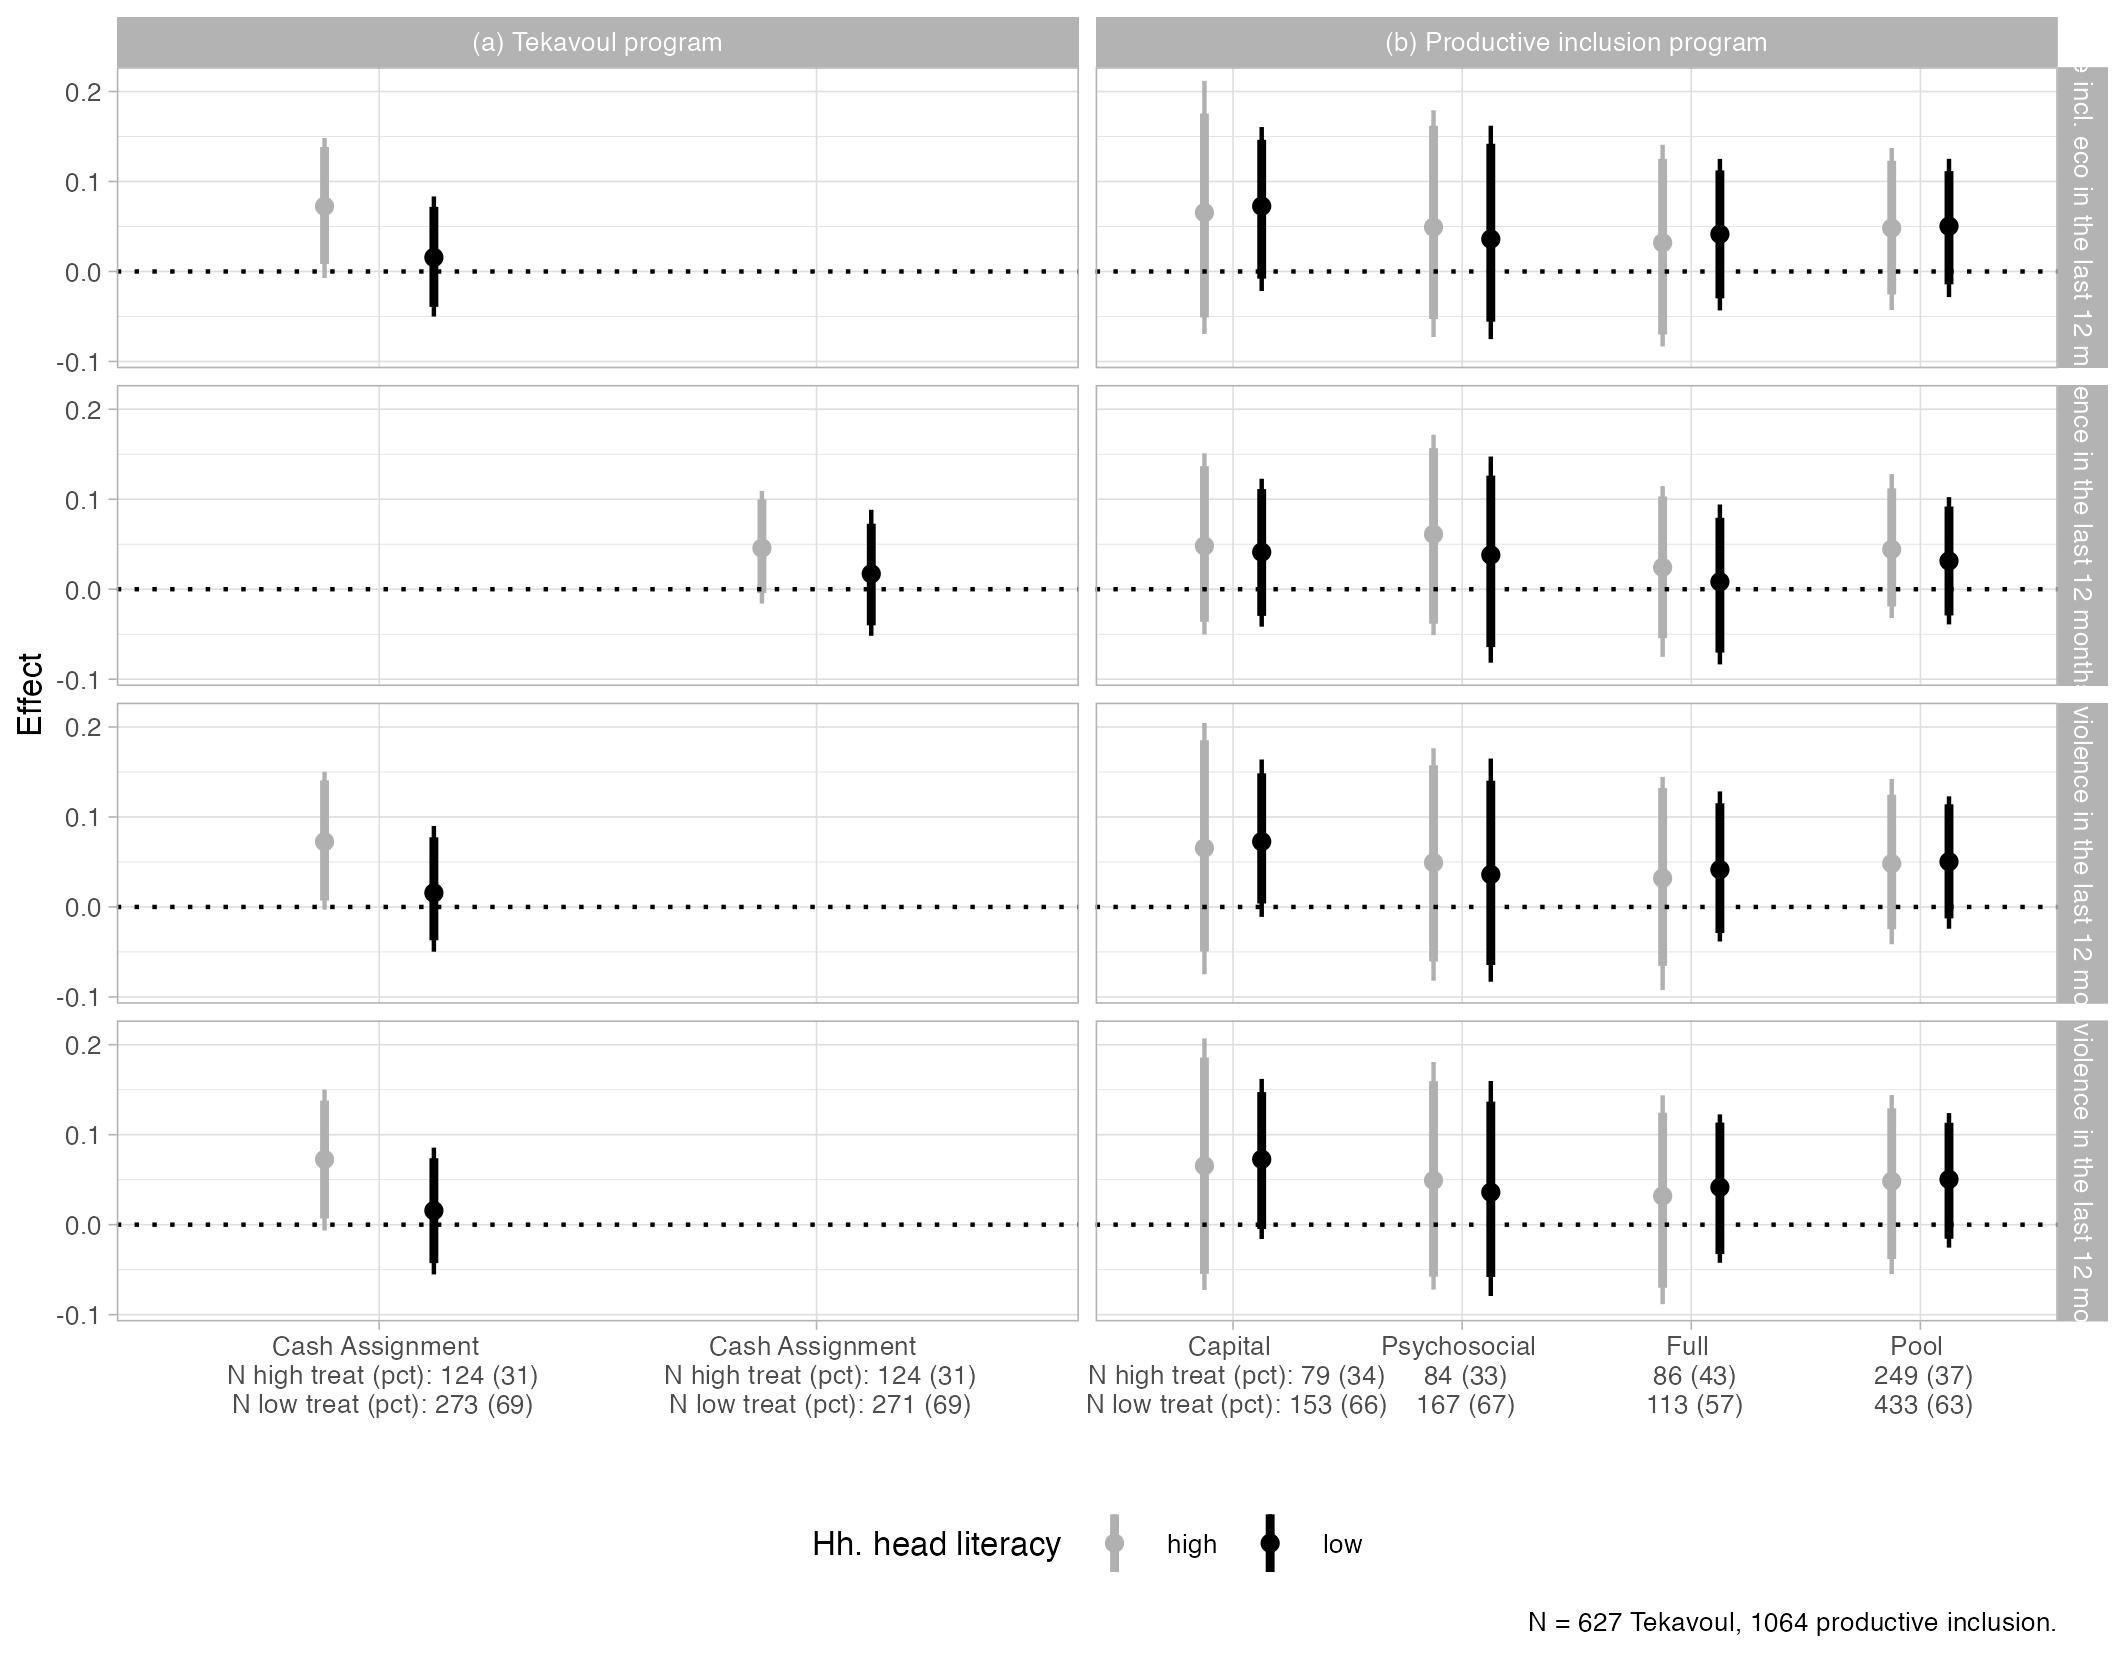 (a) Tekavoul program
(b) Productive inclusion program
0.2
0.1
0.0
-0.1
incl. eco in the last 12 m
0.2
0.1
0.0
-0.1
ence in the last 12 months
0.2
0.1
0.0
-0.1
violence in the last 12 mo
0.2
0.1
0.0
-0.1
violence in the last 12 mo
Effect
Cash Assignment
N high treat (pct): 124 (31)
N low treat (pct): 273 (69)
Cash Assignment
N high treat (pct): 124 (31)
N low treat (pct): 271 (69)
Capital
N high treat (pct): 79 (34)
N low treat (pct): 153 (66)
Psychosocial
84 (33)
167 (67)
Full
86 (43)
113 (57)
Pool
249 (37)
433 (63)
Hh. head literacy
high
low
N = 627 Tekavoul, 1064 productive inclusion.